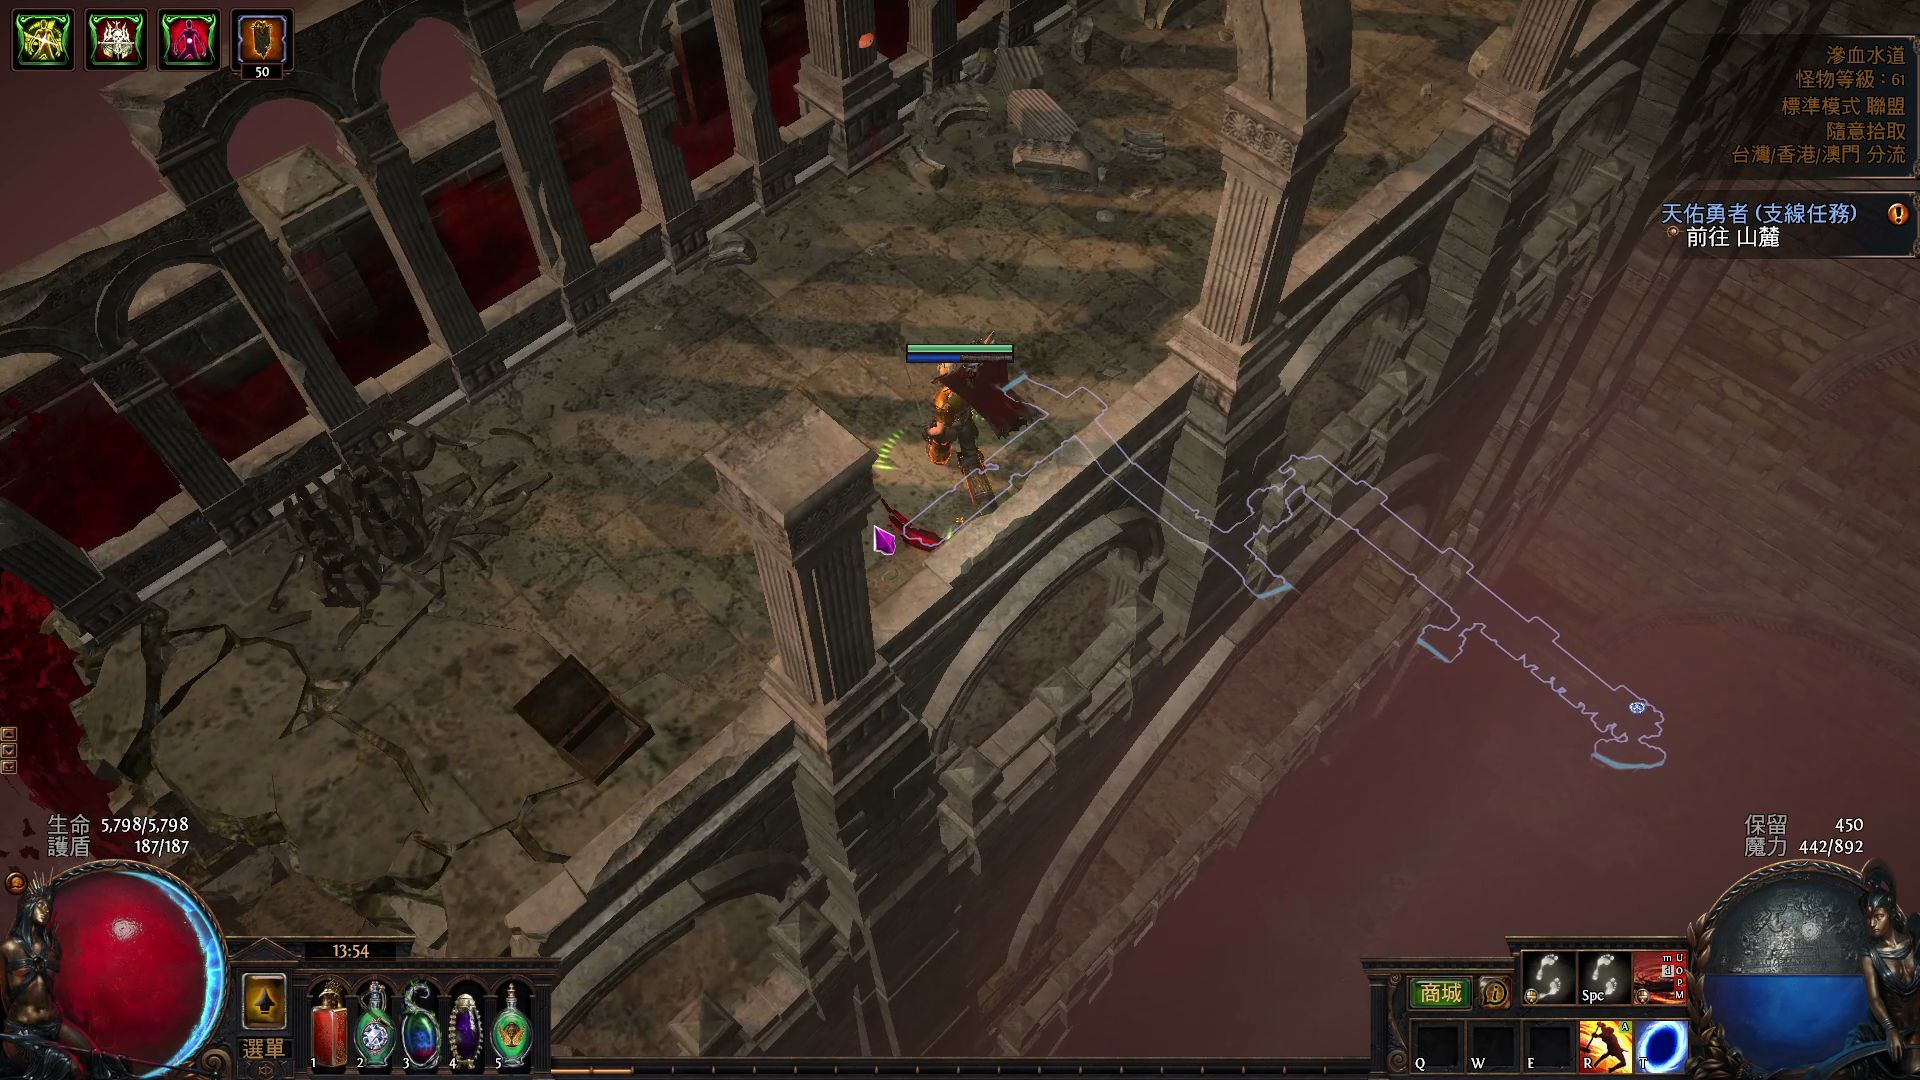 50
滲血水道
怪物等級：61
標準模式 聯盟
隨意拾取
台灣/香港/澳門 分流
天佑勇者 (支線任務)
前往 山麓
生命 5,798/5,798
護盾 187/187
保留 450
魔力 442/892
13:54
選單
1 2 3 4 5
商城
Spc
m U
d O
P
M
Q W E R A T